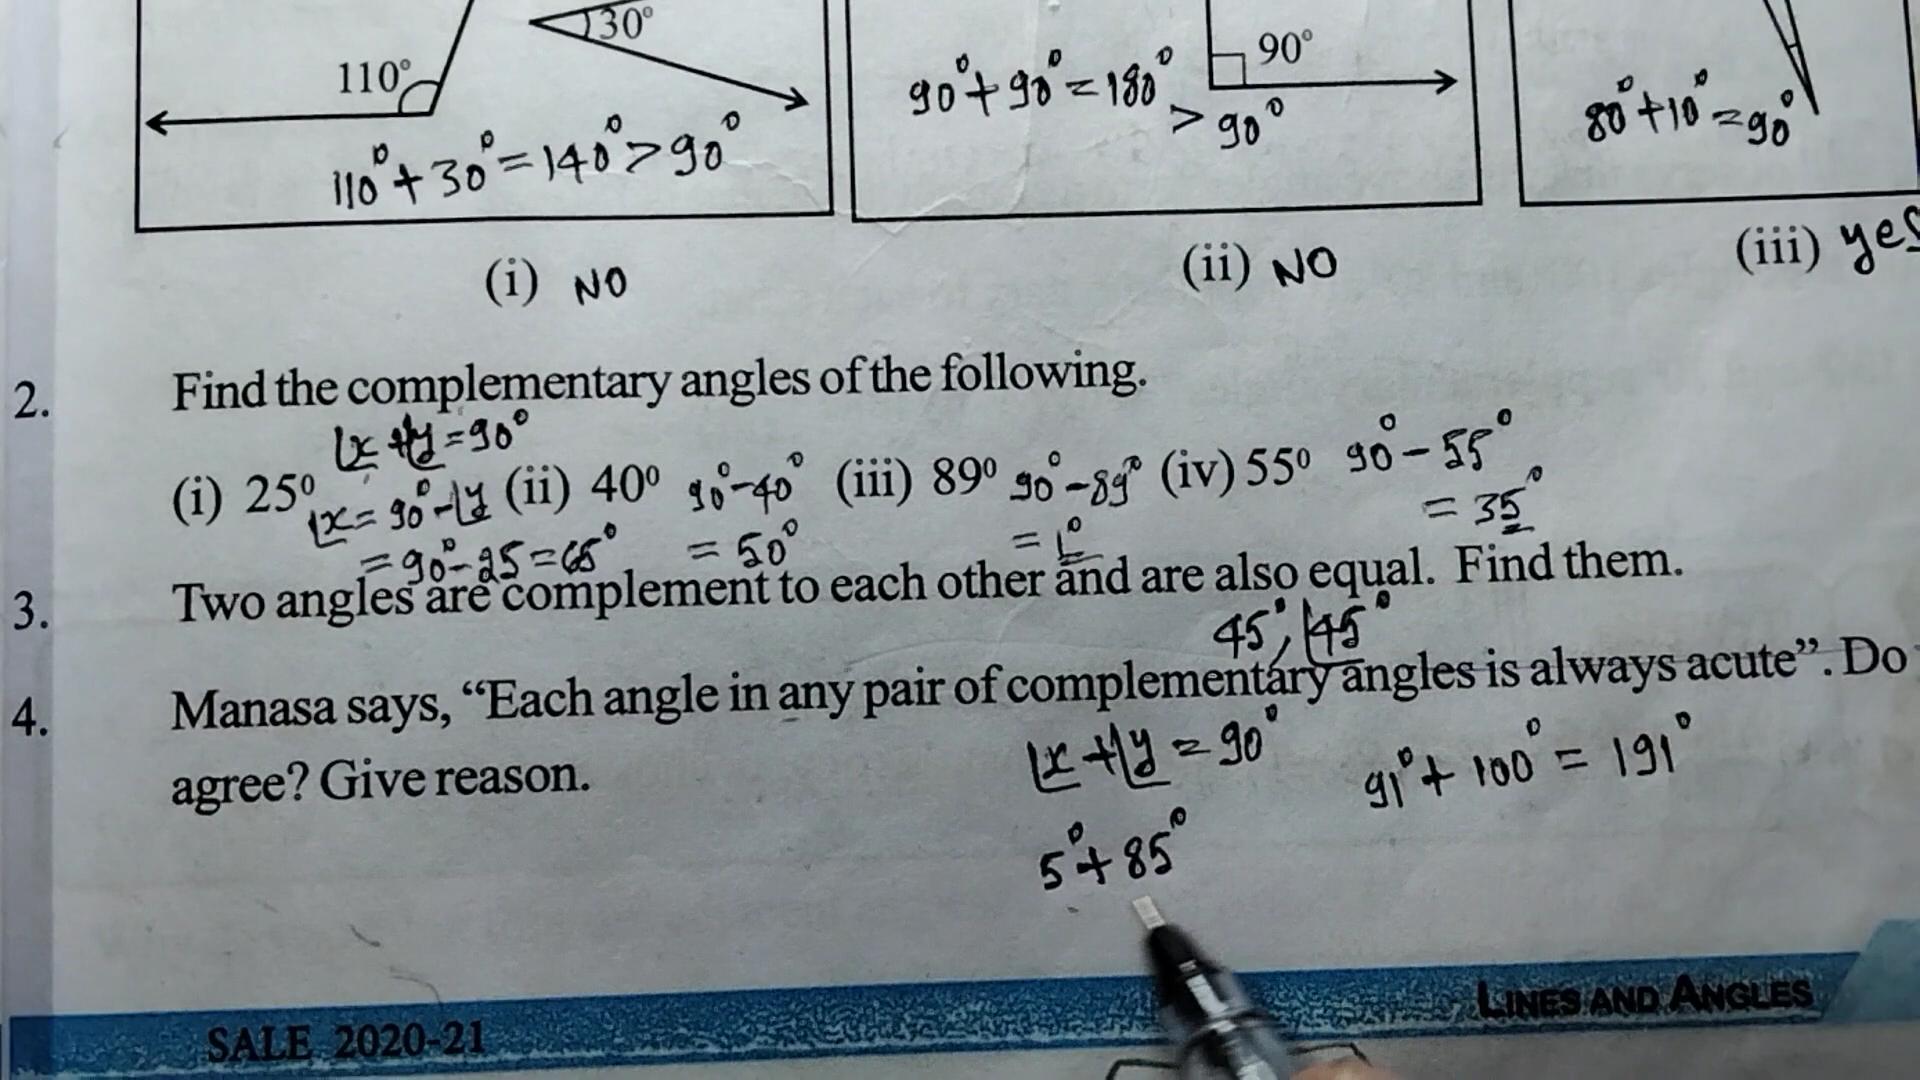 30°
110°
110° + 30° = 140° > 90°
90°
90° + 90° = 180°
> 90°
80° + 10° = 90°
(i) NO
(ii) NO
(iii) yes
2. Find the complementary angles of the following.
∠x + ∠y = 90°
(i) 25° (ii) 40° 90° - 40° (iii) 89° 90° - 89° (iv) 55° 90° - 55°
∠x = 90° - ∠y
= 90° - 25 = 65° = 50° = 1° = 35°
3. Two angles are complement to each other and are also equal. Find them.
45°, 45°
4. Manasa says, “Each angle in any pair of complementary angles is always acute”. Do
agree? Give reason.
∠x + ∠y = 90° 91° + 100° = 191°
5° + 85°
SALE 2020-21
LINES AND ANGLES